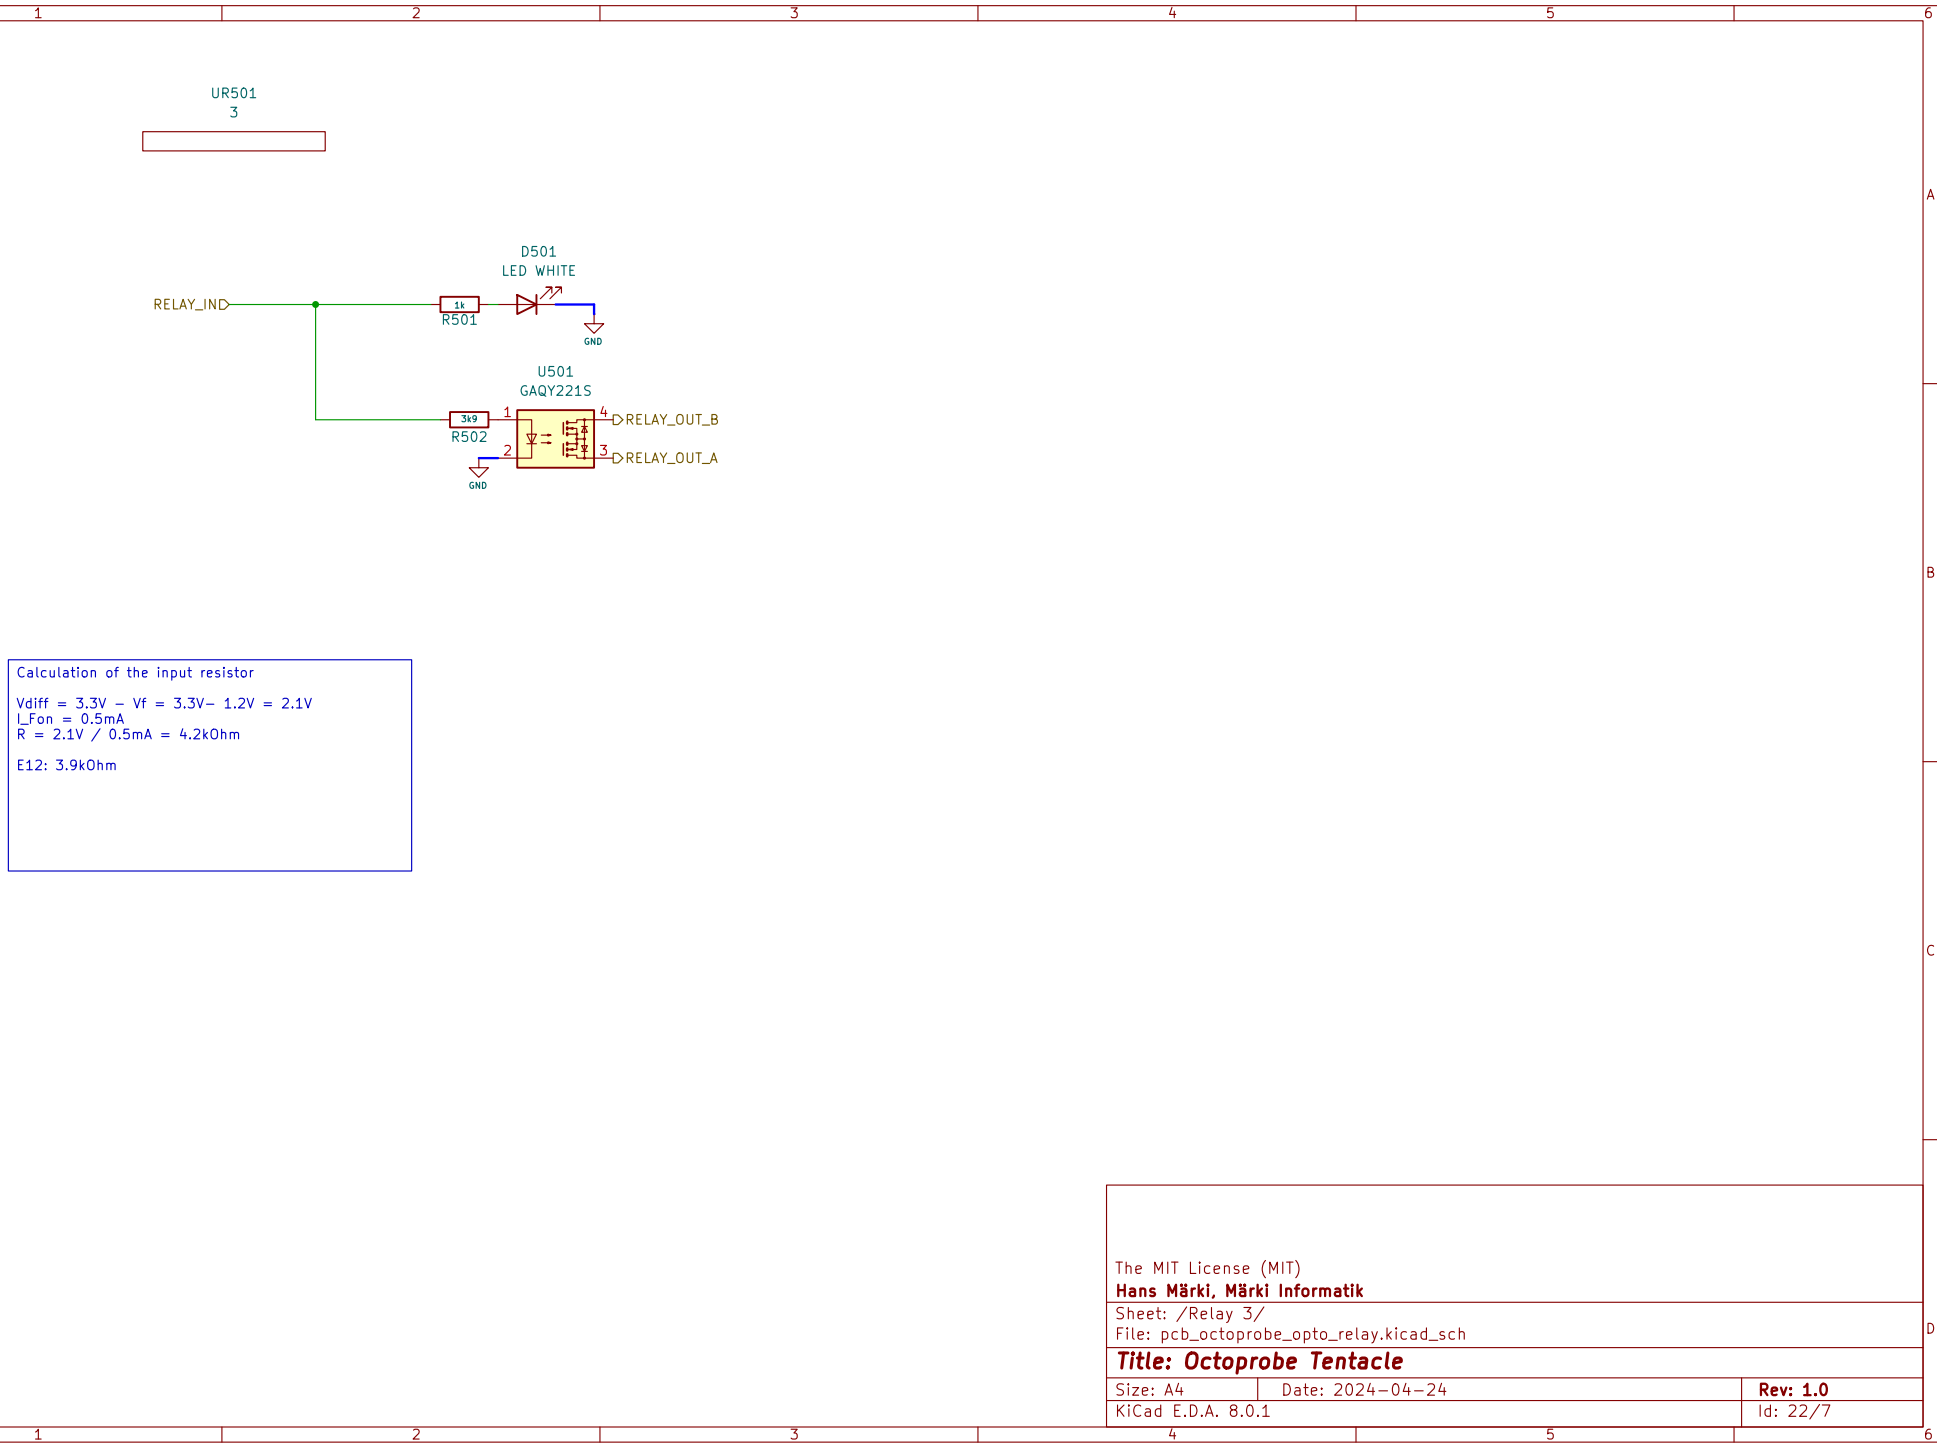 1 2 3 4 5 6
UR501
3
A
D501
LED WHITE
RELAY_IN
1k
R501
GND
U501
GAQY221S
3k9
R502
1
2
4
3
RELAY_OUT_B
RELAY_OUT_A
GND
B
Calculation of the input resistor
Vdiff = 3.3V - Vf = 3.3V- 1.2V = 2.1V
I_Fon = 0.5mA
R = 2.1V / 0.5mA = 4.2kOhm
E12: 3.9kOhm
C
The MIT License (MIT)
Hans Märki, Märki Informatik
Sheet: /Relay 3/
File: pcb_octoprobe_opto_relay.kicad_sch
D
Title: Octoprobe Tentacle
Size: A4 Date: 2024-04-24 Rev: 1.0
KiCad E.D.A. 8.0.1 Id: 22/7
1 2 3 4 5 6